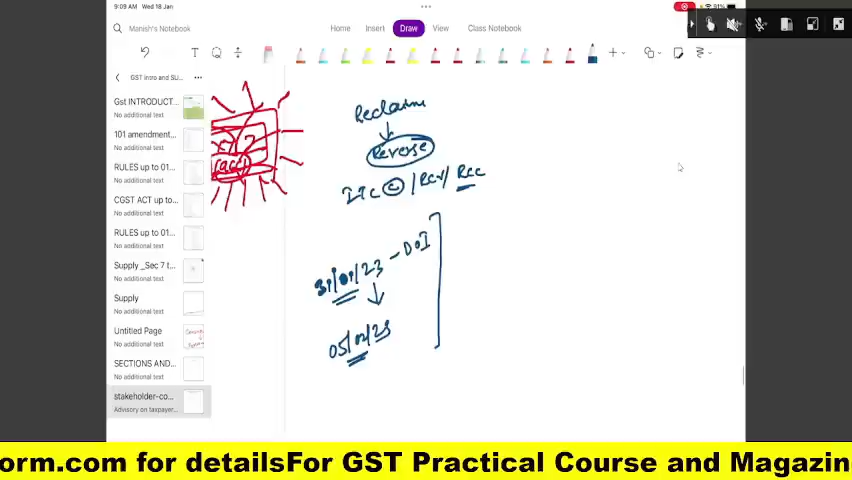 9:09 AM Wed 18 Jan
91%
Manish's Notebook
Home Insert Draw View Class Notebook
GST Intro and SU...
Gst INTRODUCT...
No additional text
101 amendment...
No additional text
RULES up to 01...
No additional text
CGST ACT up to...
No additional text
RULES up to 01...
No additional text
Supply _Sec 7 t...
No additional text
Supply
No additional text
Untitled Page
No additional text
SECTIONS AND...
No additional text
stakeholder-co...
Advisory on taxpayer...
Reclaim
Reverse
ITC © / Rev / Rec
31/01/23 - DOI
05/02/23
orm.com for detailsFor GST Practical Course and Magazin